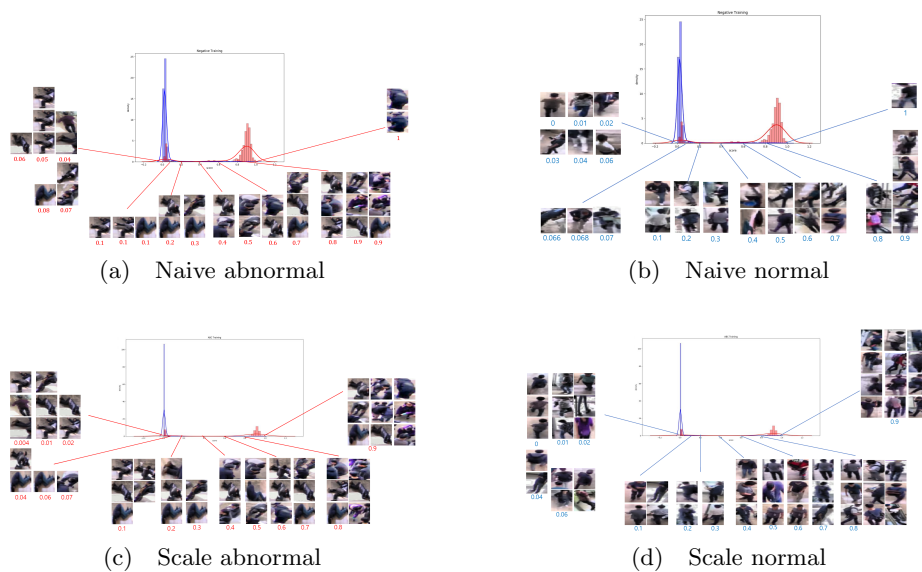 Negative Training
Negative Training
0.06 0.05 0.04
0.08 0.07
1
0.1 0.1 0.1 0.2 0.3 0.4 0.5 0.6 0.7 0.8 0.9 0.9
0 0.01 0.02
0.03 0.04 0.06
1
0.066 0.068 0.07 0.1 0.2 0.3 0.4 0.5 0.6 0.7 0.8 0.9
(a) Naive abnormal
(b) Naive normal
0.004 0.01 0.02
0.04 0.06 0.07
0.9
0.1 0.2 0.3 0.4 0.5 0.6 0.7 0.8
0 0.01 0.02
0.04 0.06
0.9
0.1 0.2 0.3 0.4 0.5 0.6 0.7 0.8
(c) Scale abnormal
(d) Scale normal